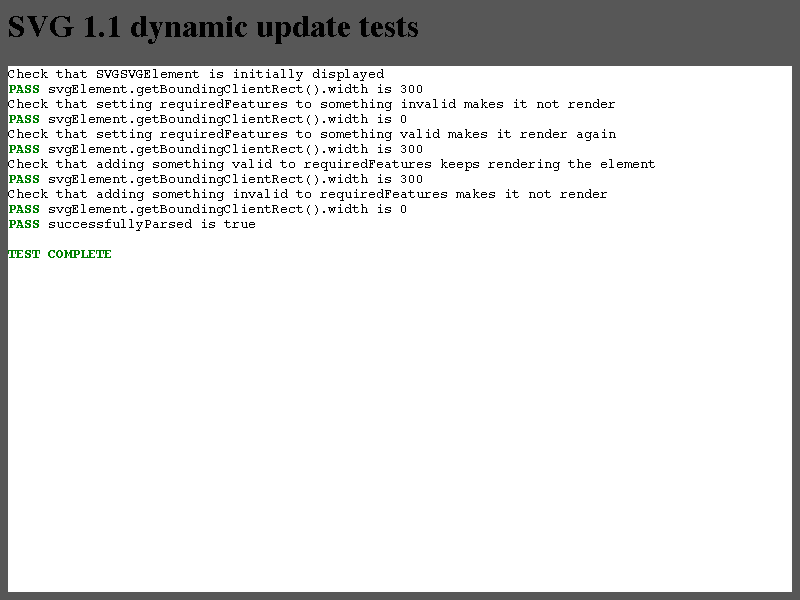 SVG 1.1 dynamic update tests
Check that SVGSVGElement is initially displayed
PASS svgElement.getBoundingClientRect().width is 300
Check that setting requiredFeatures to something invalid makes it not render
PASS svgElement.getBoundingClientRect().width is 0
Check that setting requiredFeatures to something valid makes it render again
PASS svgElement.getBoundingClientRect().width is 300
Check that adding something valid to requiredFeatures keeps rendering the element
PASS svgElement.getBoundingClientRect().width is 300
Check that adding something invalid to requiredFeatures makes it not render
PASS svgElement.getBoundingClientRect().width is 0
PASS successfullyParsed is true
TEST COMPLETE